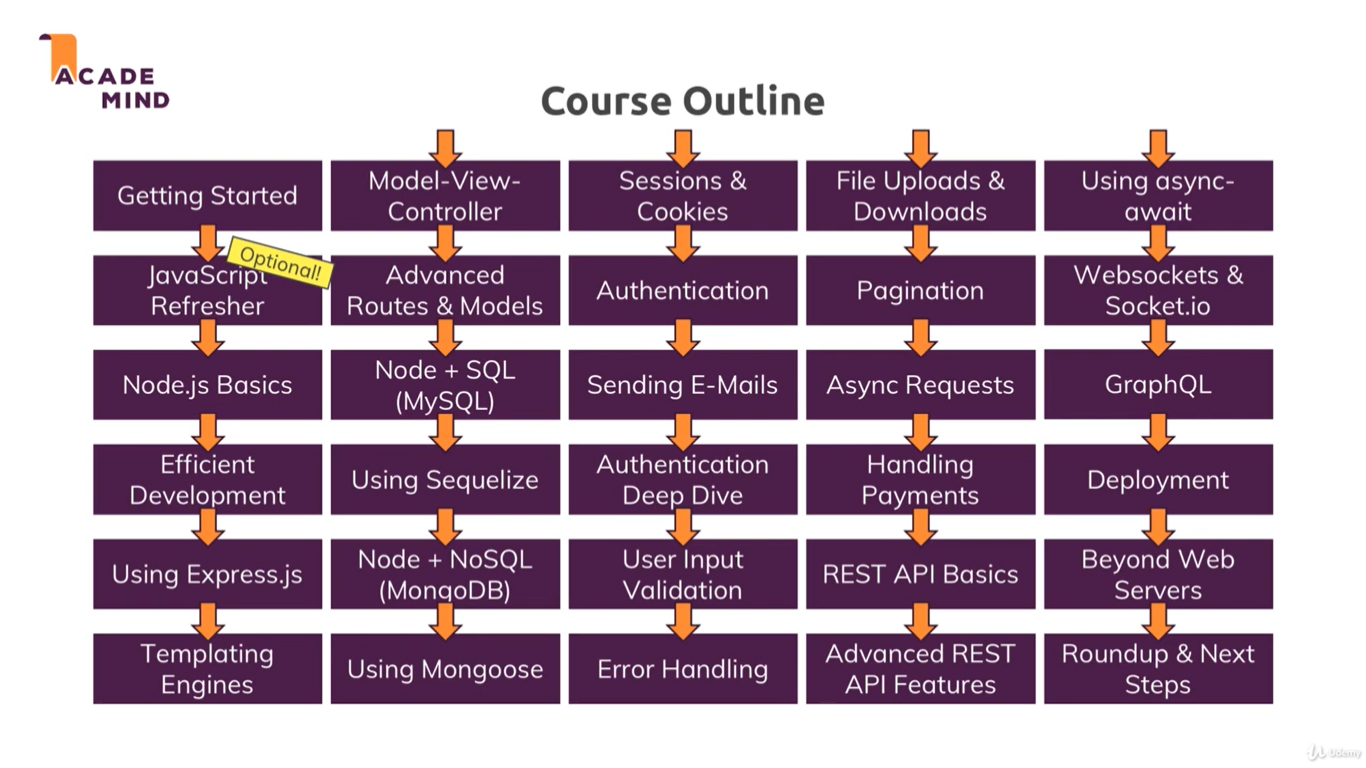 ACADE
MIND
Course Outline
Getting Started
Optional!
JavaScript
Refresher
Node.js Basics
Efficient
Development
Using Express.js
Templating
Engines
Model-View-
Controller
Advanced
Routes & Models
Node + SQL
(MySQL)
Using Sequelize
Node + NoSQL
(MongoDB)
Using Mongoose
Sessions &
Cookies
Authentication
Sending E-Mails
Authentication
Deep Dive
User Input
Validation
Error Handling
File Uploads &
Downloads
Pagination
Async Requests
Handling
Payments
REST API Basics
Advanced REST
API Features
Using async-
await
Websockets &
Socket.io
GraphQL
Deployment
Beyond Web
Servers
Roundup & Next
Steps
Udemy